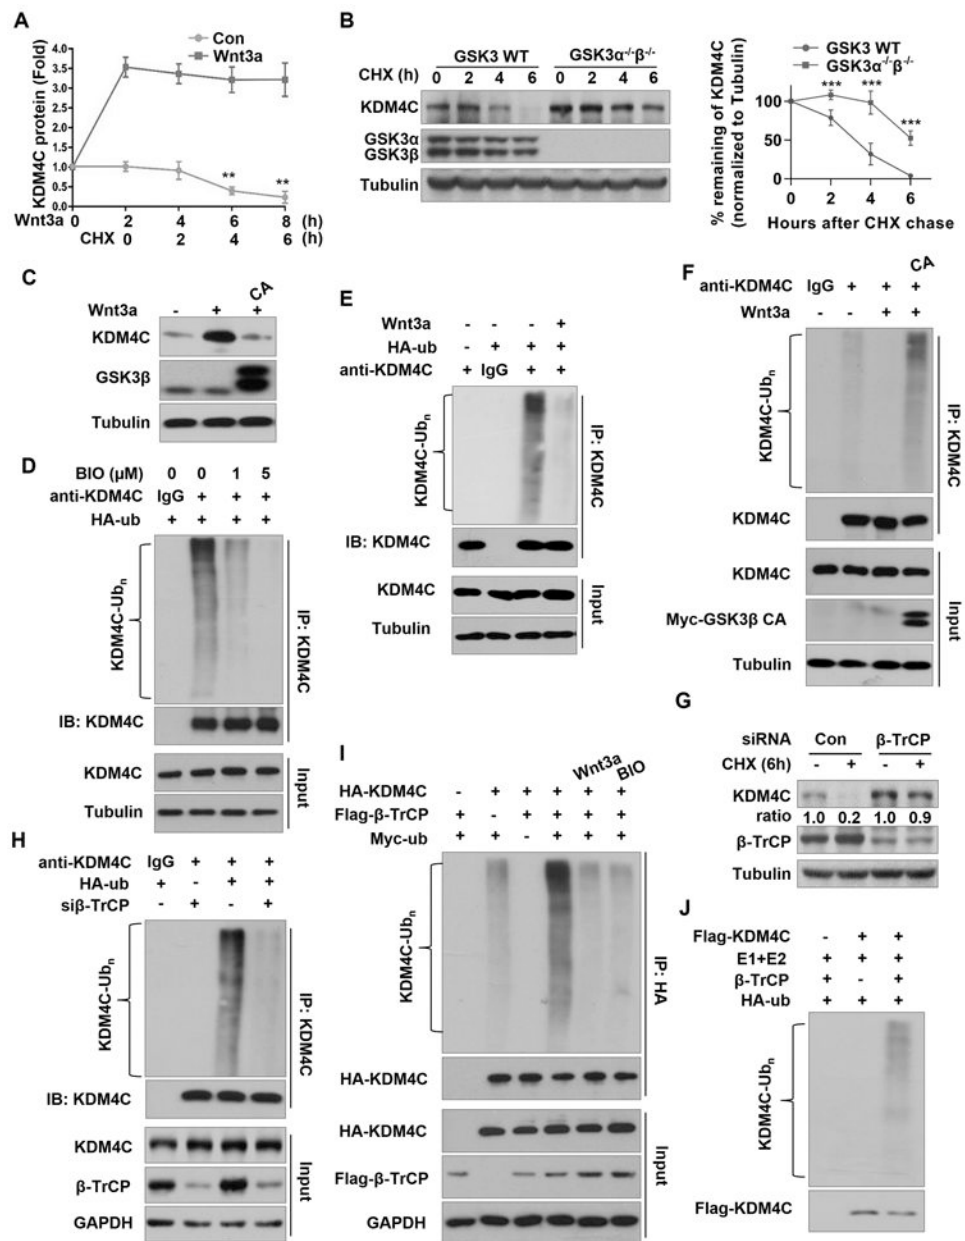 A
Con
Wnt3a
KDM4C protein (Fold)
4.0
3.5
3.0
2.5
2.0
1.5
1.0
0.5
0.0
** **
Wnt3a 0 2 4 6 8 (h)
CHX 0 2 4 6 (h)
B
GSK3 WT GSK3α⁻/⁻β⁻/⁻
CHX (h) 0 2 4 6 0 2 4 6
KDM4C
GSK3α
GSK3β
Tubulin
GSK3 WT
GSK3α⁻/⁻β⁻/⁻
% remaining of KDM4C
(normalized to Tubulin)
*** *** ***
100
50
0
0 2 4 6
Hours after CHX chase
C
CA
Wnt3a - + +
KDM4C
GSK3β
Tubulin
D
BIO (μM) 0 0 1 5
anti-KDM4C IgG + + +
HA-ub + + + +
KDM4C-Ubn
IP: KDM4C
IB: KDM4C
KDM4C
Tubulin
Input
E
Wnt3a - - - +
HA-ub - + + +
anti-KDM4C + IgG + +
KDM4C-Ubn
IP: KDM4C
IB: KDM4C
KDM4C
Tubulin
Input
F
CA
anti-KDM4C IgG + + +
Wnt3a - - + +
KDM4C-Ubn
IP: KDM4C
KDM4C
KDM4C
Myc-GSK3β CA
Tubulin
Input
G
siRNA Con β-TrCP
CHX (6h) - + - +
KDM4C
ratio 1.0 0.2 1.0 0.9
β-TrCP
Tubulin
H
anti-KDM4C IgG + + +
HA-ub + - + +
siβ-TrCP - + - +
KDM4C-Ubn
IP: KDM4C
IB: KDM4C
KDM4C
β-TrCP
GAPDH
Input
I
Wnt3a BIO
HA-KDM4C - + + + + +
Flag-β-TrCP + - + + + +
Myc-ub + + - + + +
KDM4C-Ubn
IP: HA
HA-KDM4C
HA-KDM4C
Flag-β-TrCP
GAPDH
Input
J
Flag-KDM4C - + +
E1+E2 + + +
β-TrCP + - +
HA-ub + + +
KDM4C-Ubn
Flag-KDM4C